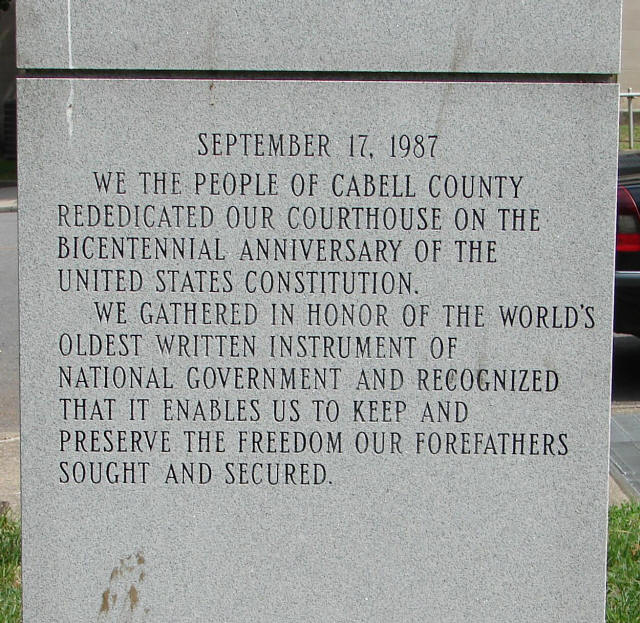 SEPTEMBER 17, 1987
WE THE PEOPLE OF CABELL COUNTY
REDEDICATED OUR COURTHOUSE ON THE
BICENTENNIAL ANNIVERSARY OF THE
UNITED STATES CONSTITUTION.
WE GATHERED IN HONOR OF THE WORLD'S
OLDEST WRITTEN INSTRUMENT OF
NATIONAL GOVERNMENT AND RECOGNIZED
THAT IT ENABLES US TO KEEP AND
PRESERVE THE FREEDOM OUR FOREFATHERS
SOUGHT AND SECURED.